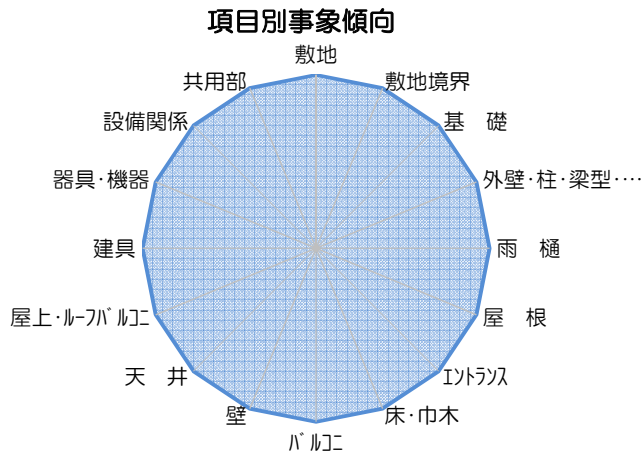 項目別事象傾向
敷地
敷地境界
基　礎
外壁・柱・梁型・…
雨　樋
屋　根
ｴﾝﾄﾗﾝｽ
床・巾木
ﾊﾞﾙｺﾆ
壁
天　井
屋上・ﾙｰﾌﾊﾞﾙｺﾆ
建具
器具・機器
設備関係
共用部